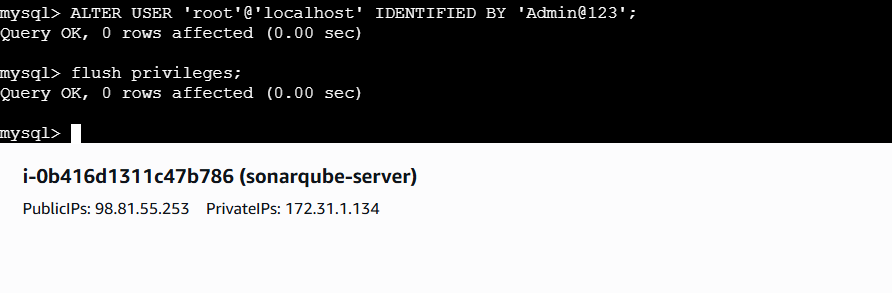 mysql> ALTER USER 'root'@'localhost' IDENTIFIED BY 'Admin@123';
Query OK, 0 rows affected (0.00 sec)
mysql> flush privileges;
Query OK, 0 rows affected (0.00 sec)
mysql>
i-0b416d1311c47b786 (sonarqube-server)
PublicIPs: 98.81.55.253 PrivateIPs: 172.31.1.134